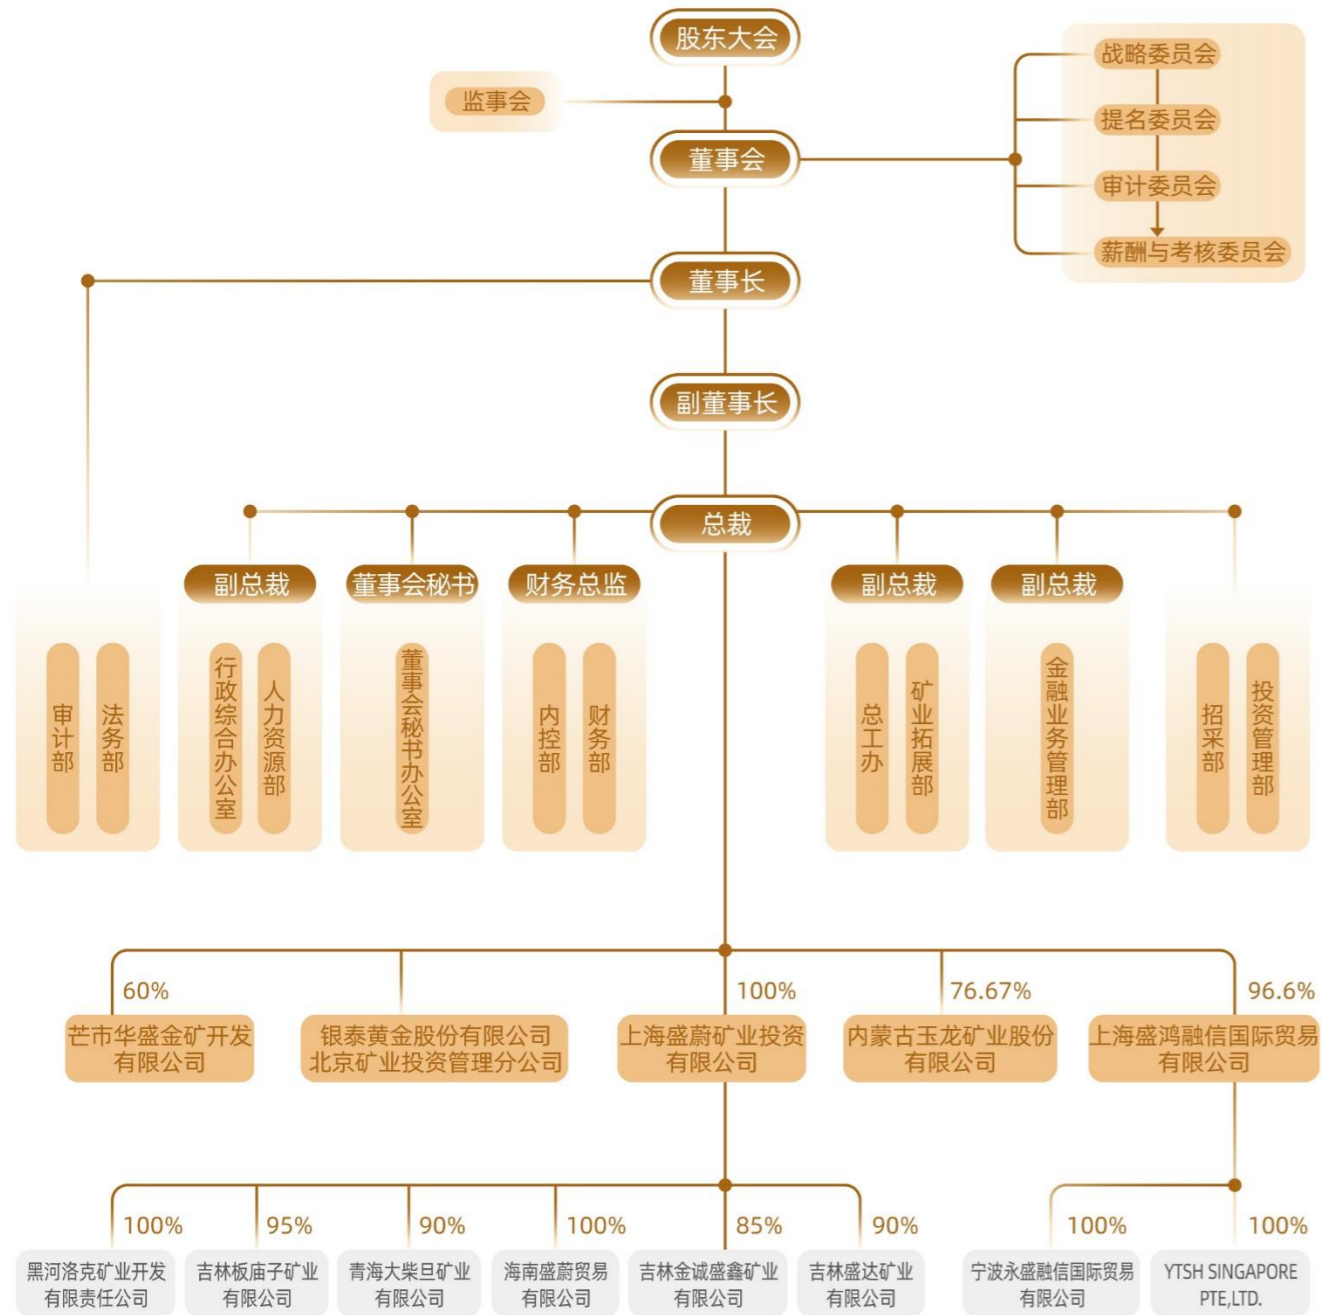 股东大会
监事会
董事会
战略委员会
提名委员会
审计委员会
薪酬与考核委员会
董事长
副董事长
总裁
副总裁
董事会秘书
财务总监
副总裁
副总裁
审计部
法务部
行政综合办公室
人力资源部
董事会秘书办公室
内控部
财务部
总工办
矿业拓展部
金融业务管理部
招采部
投资管理部
60%
100%
76.67%
96.6%
芒市华盛金矿开发
有限公司
银泰黄金股份有限公司
北京矿业投资管理分公司
上海盛蔚矿业投资
有限公司
内蒙古玉龙矿业股份
有限公司
上海盛鸿融信国际贸易
有限公司
100%
95%
90%
100%
85%
90%
100%
100%
黑河洛克矿业开发
有限责任公司
吉林板庙子矿业
有限公司
青海大柴旦矿业
有限公司
海南盛蔚贸易
有限公司
吉林金诚盛鑫矿业
有限公司
吉林盛达矿业
有限公司
宁波永盛融信国际贸易
有限公司
YTSH SINGAPORE
PTE,LTD.